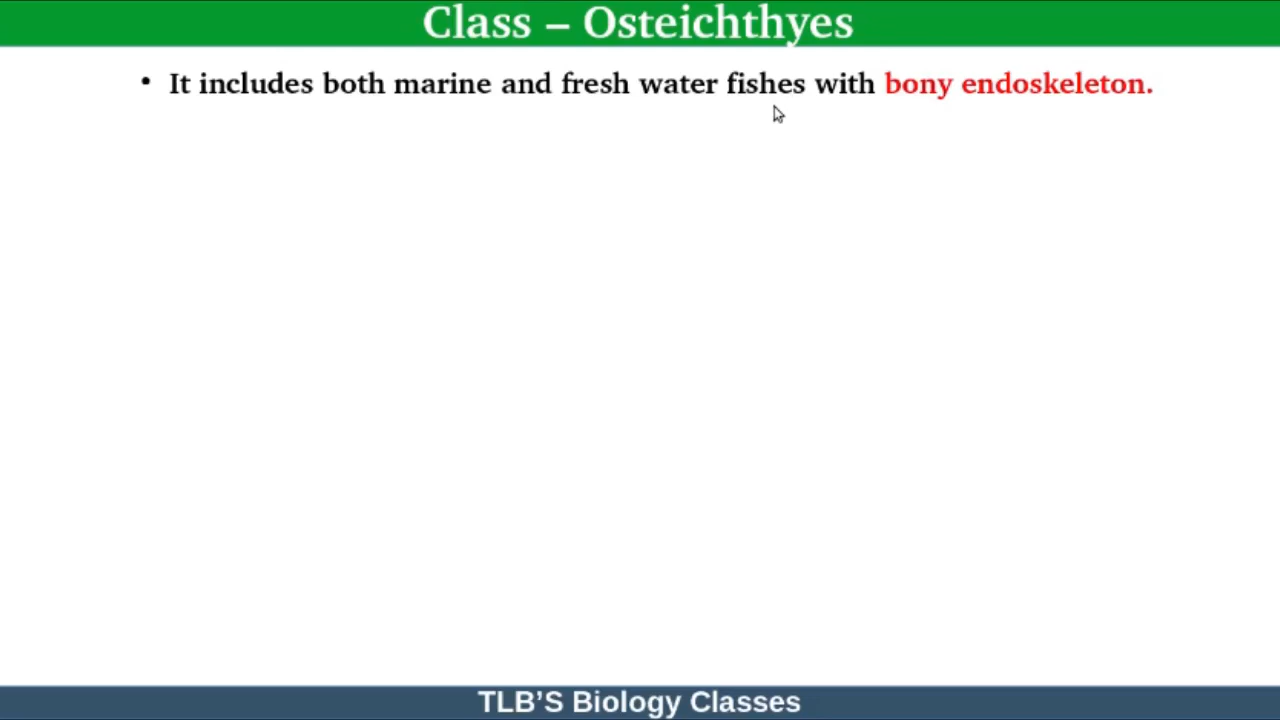 Class – Osteichthyes
• It includes both marine and fresh water fishes with bony endoskeleton.
TLB’S Biology Classes